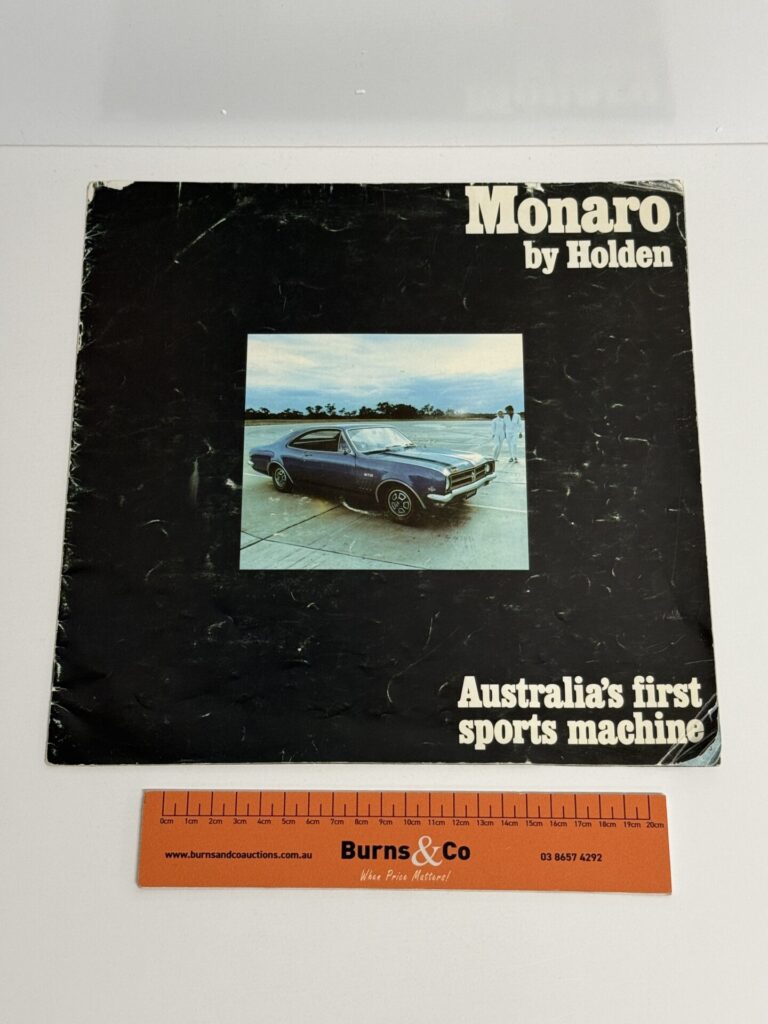 Monaro
by Holden
Australia's first
sports machine
0cm 1cm 2cm 3cm 4cm 5cm 6cm 7cm 8cm 9cm 10cm 11cm 12cm 13cm 14cm 15cm 16cm 17cm 18cm 19cm 20cm
www.burnsandcoauctions.com.au Burns&Co 03 8657 4292
When Price Matters!